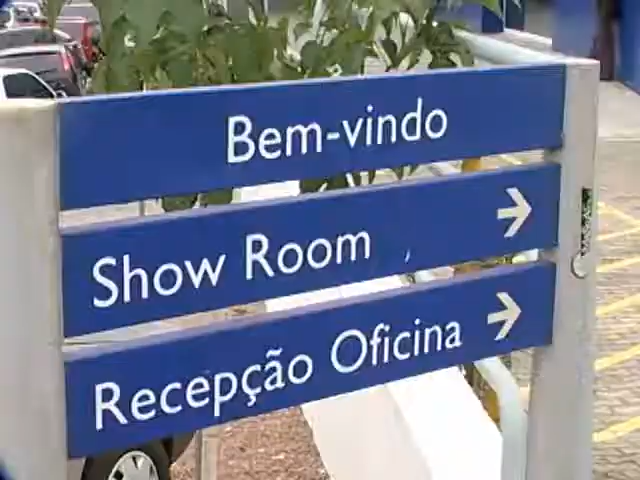 Bem-vindo
Show Room →
Recepção Oficina →